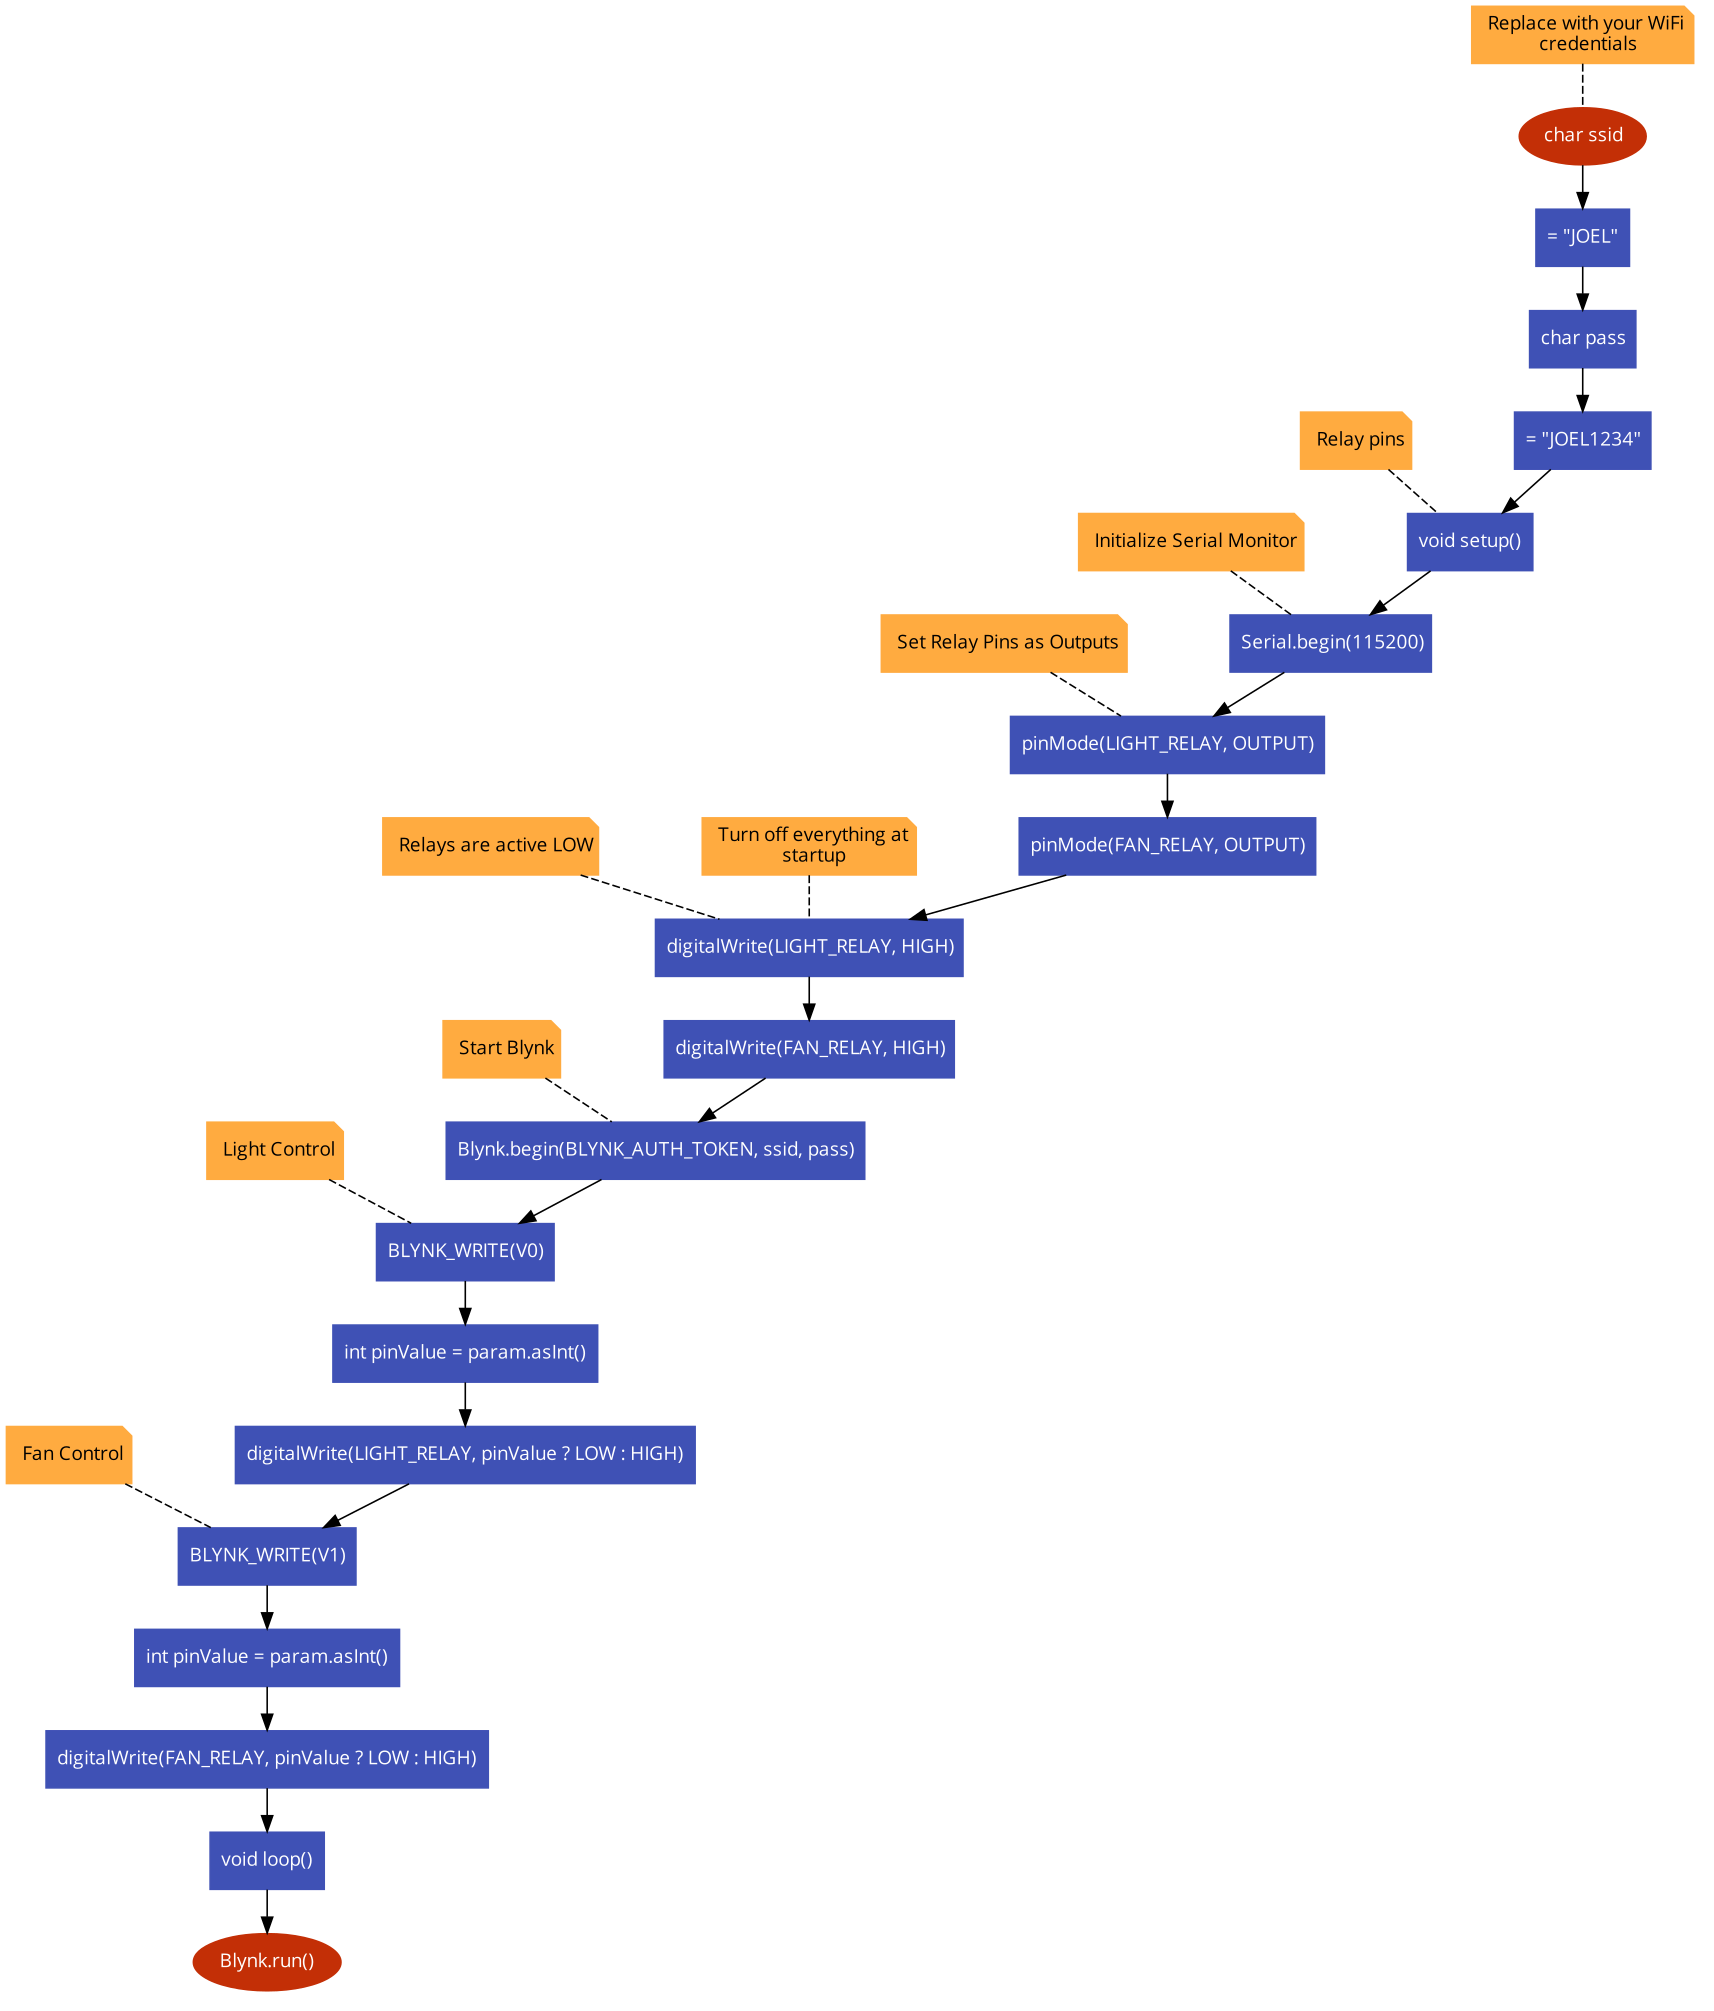 Replace with your WiFi
credentials
char ssid
= "JOEL"
char pass
= "JOEL1234"
Relay pins
void setup()
Initialize Serial Monitor
Serial.begin(115200)
Set Relay Pins as Outputs
pinMode(LIGHT_RELAY, OUTPUT)
pinMode(FAN_RELAY, OUTPUT)
Relays are active LOW
Turn off everything at
startup
digitalWrite(LIGHT_RELAY, HIGH)
digitalWrite(FAN_RELAY, HIGH)
Start Blynk
Blynk.begin(BLYNK_AUTH_TOKEN, ssid, pass)
Light Control
BLYNK_WRITE(V0)
int pinValue = param.asInt()
digitalWrite(LIGHT_RELAY, pinValue ? LOW : HIGH)
Fan Control
BLYNK_WRITE(V1)
int pinValue = param.asInt()
digitalWrite(FAN_RELAY, pinValue ? LOW : HIGH)
void loop()
Blynk.run()